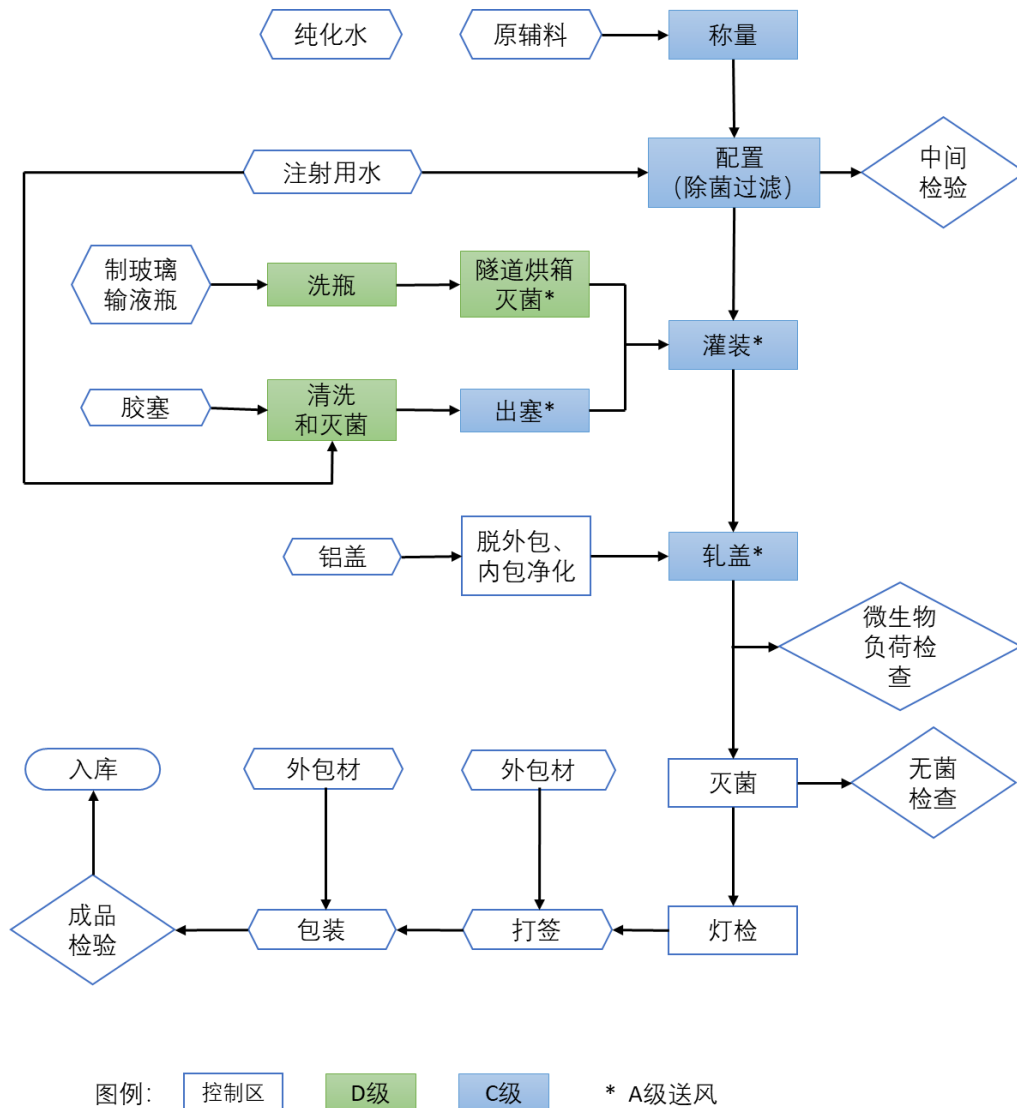 纯化水
原辅料
称量
注射用水
配置
(除菌过滤)
中间
检验
制玻璃
输液瓶
洗瓶
隧道烘箱
灭菌*
灌装*
胶塞
清洗
和灭菌
出塞*
铝盖
脱外包、
内包净化
轧盖*
微生物
负荷检
查
入库
外包材
外包材
灭菌
无菌
检查
成品
检验
包装
打签
灯检
图例:
控制区
D级
C级
* A级送风